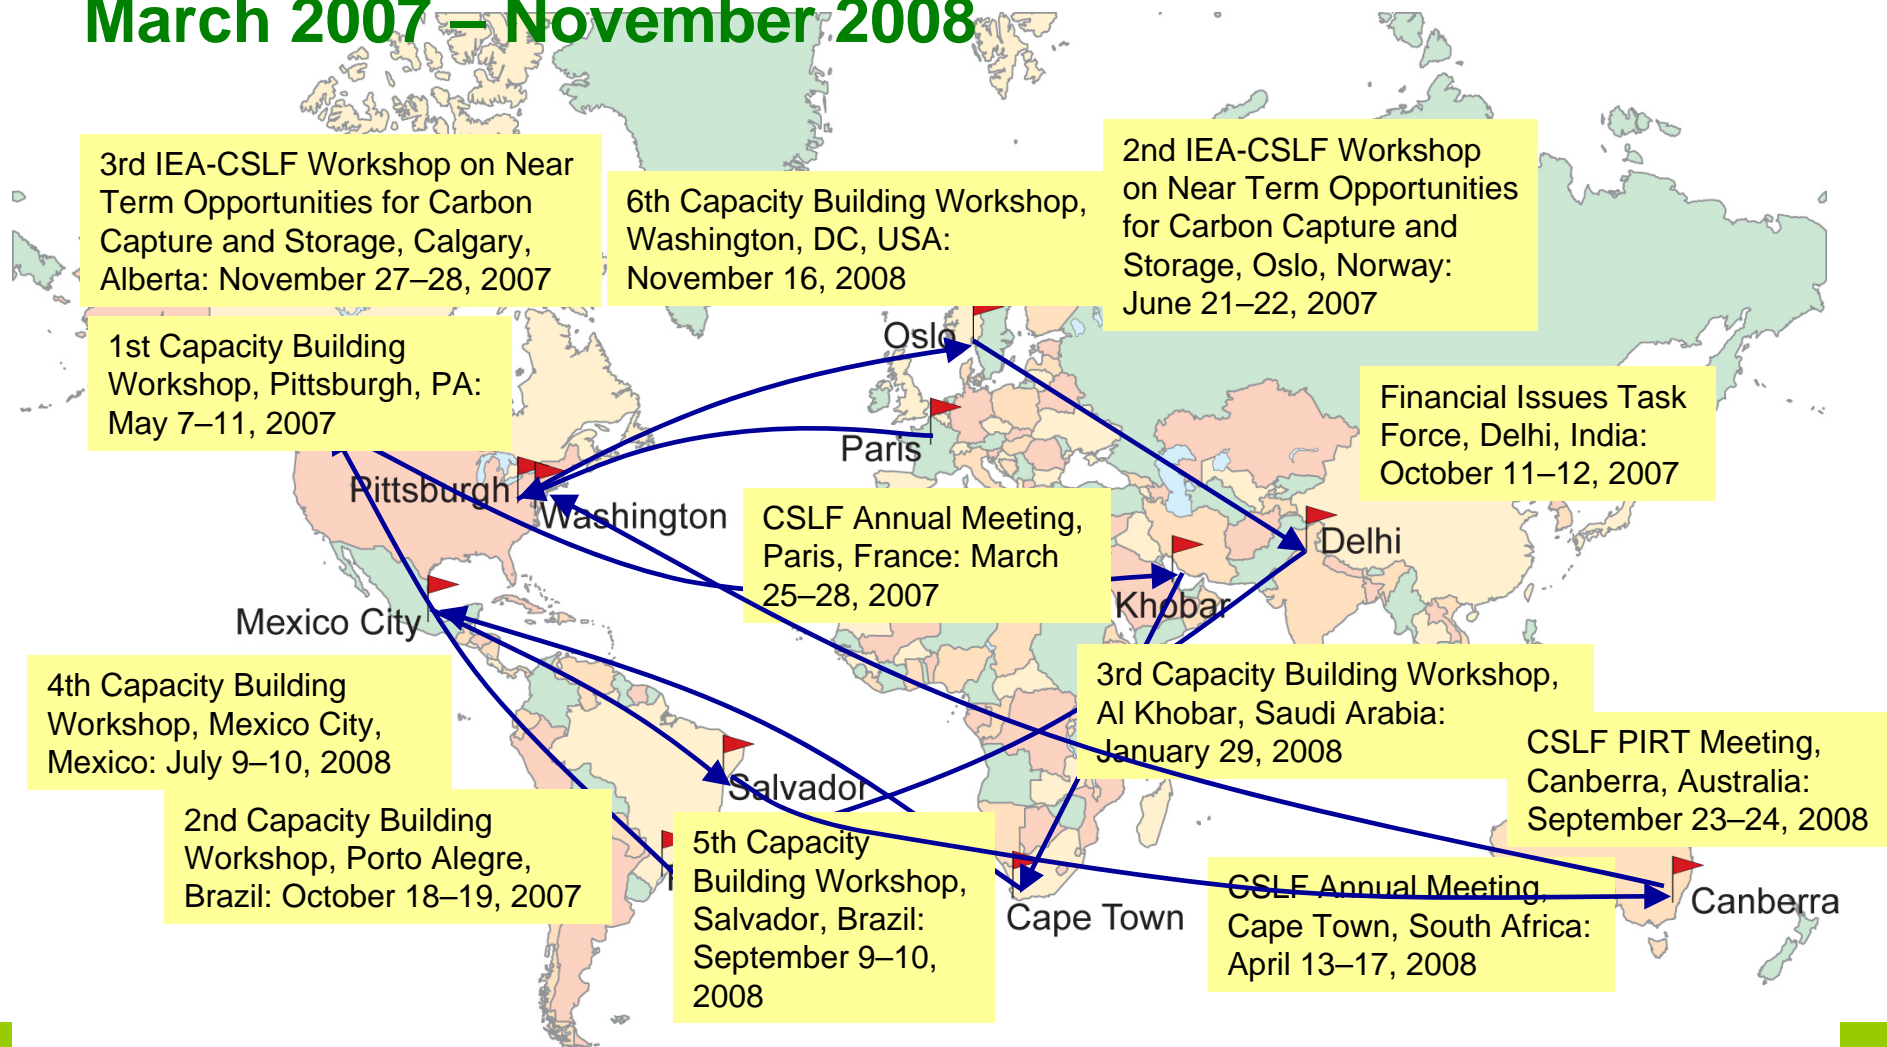 March 2007 – November 2008
3rd IEA-CSLF Workshop on Near
Term Opportunities for Carbon
Capture and Storage, Calgary,
Alberta: November 27–28, 2007
6th Capacity Building Workshop,
Washington, DC, USA:
November 16, 2008
2nd IEA-CSLF Workshop
on Near Term Opportunities
for Carbon Capture and
Storage, Oslo, Norway:
June 21–22, 2007
1st Capacity Building
Workshop, Pittsburgh, PA:
May 7–11, 2007
Oslo
Paris
Financial Issues Task
Force, Delhi, India:
October 11–12, 2007
Pittsburgh
Washington
CSLF Annual Meeting,
Paris, France: March
25–28, 2007
Delhi
Khobar
Mexico City
4th Capacity Building
Workshop, Mexico City,
Mexico: July 9–10, 2008
3rd Capacity Building Workshop,
Al Khobar, Saudi Arabia:
January 29, 2008
CSLF PIRT Meeting,
Canberra, Australia:
September 23–24, 2008
Salvador
2nd Capacity Building
Workshop, Porto Alegre,
Brazil: October 18–19, 2007
5th Capacity
Building Workshop,
Salvador, Brazil:
September 9–10,
2008
Cape Town
CSLF Annual Meeting,
Cape Town, South Africa:
April 13–17, 2008
Canberra